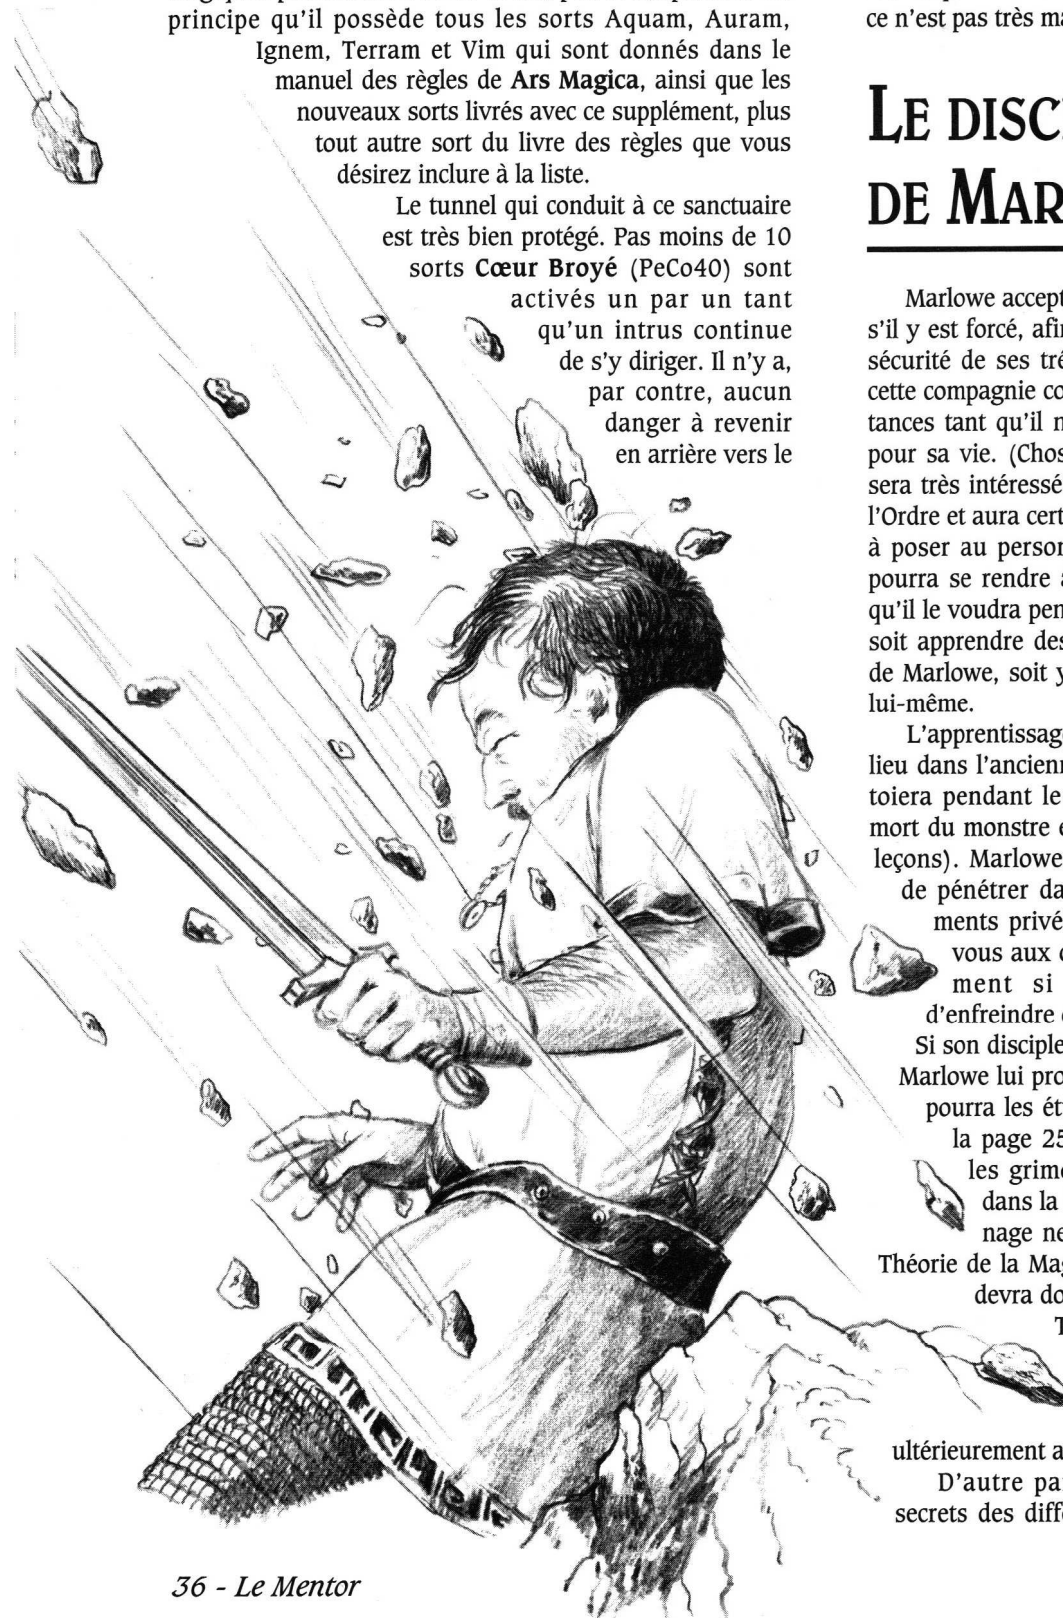 principe qu'il possède tous les sorts Aquam, Auram,
Ignem, Terram et Vim qui sont donnés dans le
manuel des règles de Ars Magica, ainsi que les
nouveaux sorts livrés avec ce supplément, plus
tout autre sort du livre des règles que vous
désirez inclure à la liste.
Le tunnel qui conduit à ce sanctuaire
est très bien protégé. Pas moins de 10
sorts Cœur Broyé (PeCo40) sont
activés un par un tant
qu'un intrus continue
de s'y diriger. Il n'y a,
par contre, aucun
danger à revenir
en arrière vers le
ce n'est pas très
LE DISC
DE MAR
Marlowe accept
s'il y est forcé, afin
sécurité de ses tré
cette compagnie co
tances tant qu'il n
pour sa vie. (Chos
sera très intéressé
l'Ordre et aura cert
à poser au person
pourra se rendre a
qu'il le voudra pen
soit apprendre des
de Marlowe, soit y
lui-même.
L'apprentissage
lieu dans l'ancienn
toiera pendant le
mort du monstre e
leçons). Marlowe
de pénétrer da
ments privé
vous aux
ment si
d'enfreindre
Si son disciple
Marlowe lui pro
pourra les ét
la page 25
les grim
dans la
nage ne
Théorie de la Mag
devra do
T
ultérieurement a
D'autre pa
secrets des diff
36 - Le Mentor